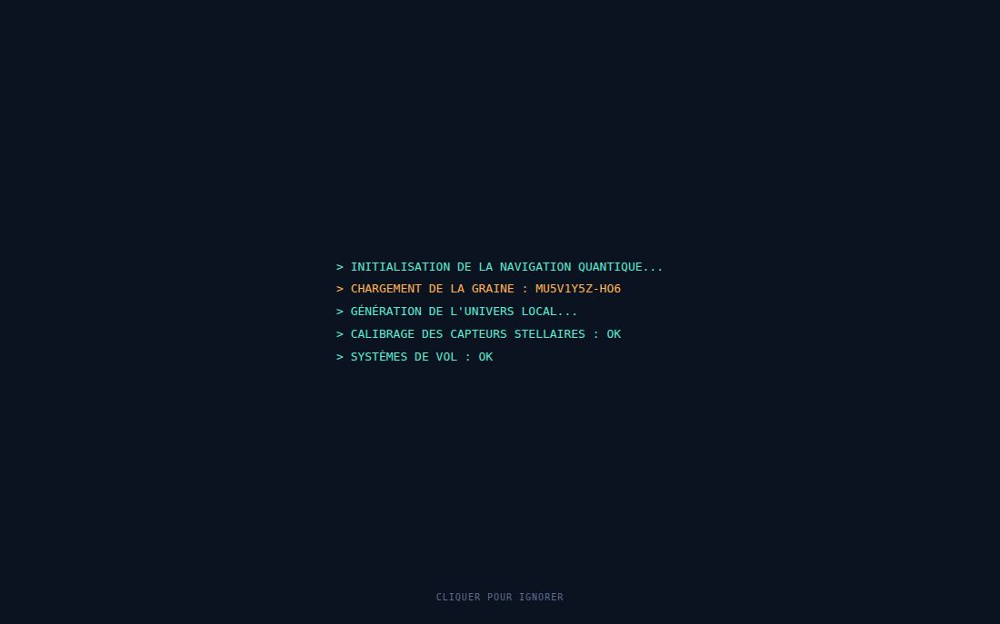 > INITIALISATION DE LA NAVIGATION QUANTIQUE...
> CHARGEMENT DE LA GRAINE : MU5V1Y5Z-HO6
> GÉNÉRATION DE L'UNIVERS LOCAL...
> CALIBRAGE DES CAPTEURS STELLAIRES : OK
> SYSTÈMES DE VOL : OK
CLIQUER POUR IGNORER